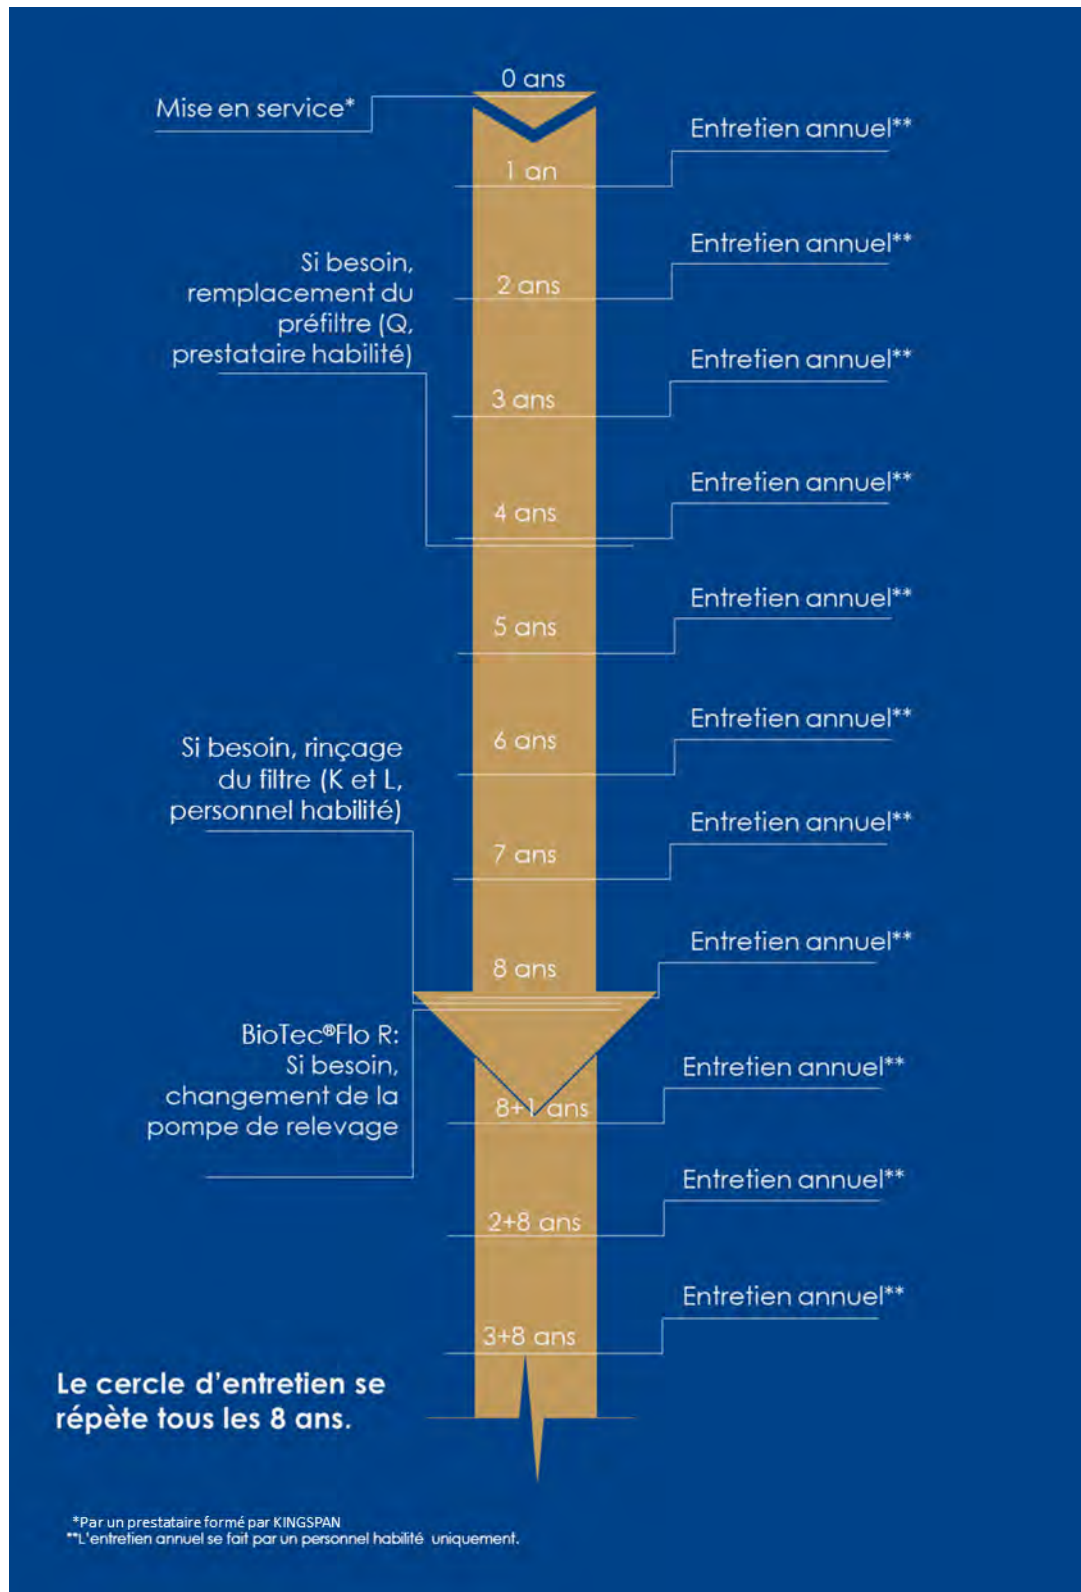 0 ans
Mise en service*
Entretien annuel**
1 an
Entretien annuel**
Si besoin,
remplacement du
préfiltre (Q,
prestataire habilité)
2 ans
Entretien annuel**
3 ans
Entretien annuel**
4 ans
Entretien annuel**
5 ans
Entretien annuel**
6 ans
Si besoin, rinçage
du filtre (K et L,
personnel habilité)
Entretien annuel**
7 ans
Entretien annuel**
8 ans
BioTec®Flo R:
Si besoin,
changement de la
pompe de relevage
Entretien annuel**
8+1 ans
Entretien annuel**
2+8 ans
Entretien annuel**
3+8 ans
Le cercle d'entretien se
répète tous les 8 ans.
*Par un prestataire formé par KINGSPAN
**L'entretien annuel se fait par un personnel habilité uniquement.